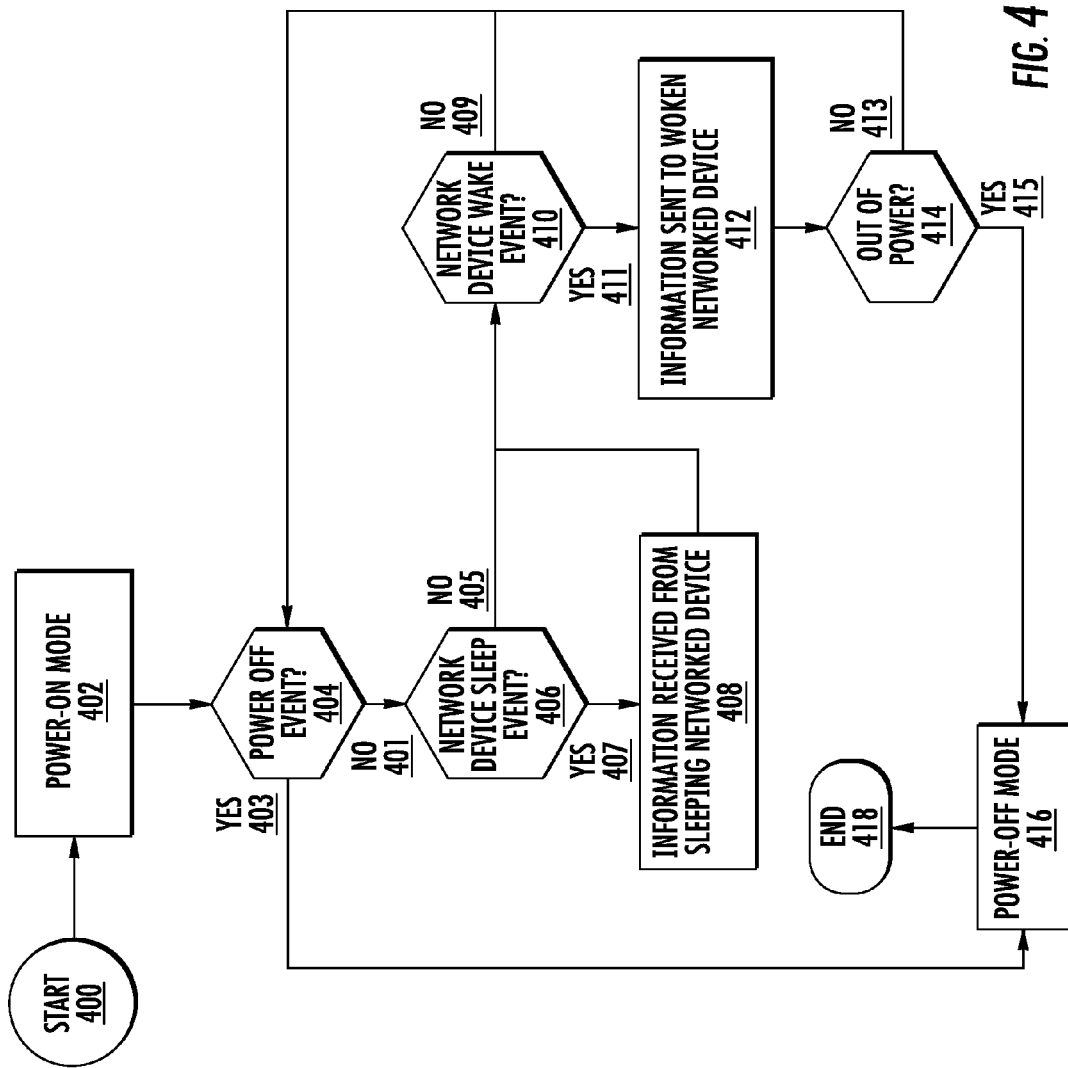 START
400
POWER-ON MODE
402
POWER OFF
EVENT?
404
YES
403
NO
401
NETWORK
DEVICE SLEEP
EVENT?
406
NO
405
YES
407
INFORMATION RECEIVED FROM
SLEEPING NETWORKED DEVICE
408
NETWORK
DEVICE WAKE
EVENT?
410
NO
409
YES
411
INFORMATION SENT TO WOKEN
NETWORKED DEVICE
412
OUT OF
POWER?
414
NO
413
YES
415
POWER-OFF MODE
416
END
418
FIG. 4